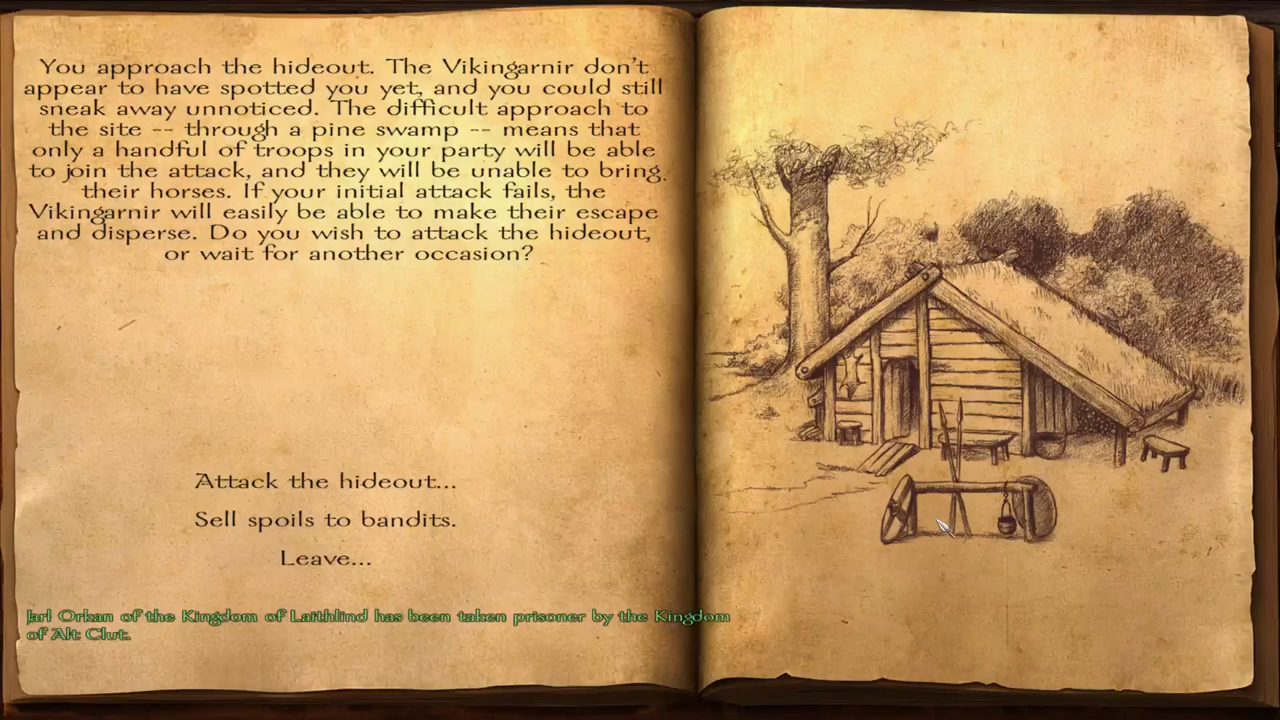 You approach the hideout. The Vikingarnir don't
appear to have spotted you yet, and you could still
sneak away unnoticed. The difficult approach to
the site -- through a pine swamp -- means that
only a handful of troops in your party will be able
to join the attack, and they will be unable to bring
their horses. If your initial attack fails, the
Vikingarnir will easily be able to make their escape
and disperse. Do you wish to attack the hideout,
or wait for another occasion?
Attack the hideout...
Sell spoils to bandits.
Leave...
Jarl Orkan of the Kingdom of Laithlind has been taken prisoner by the Kingdom
of Alt Clut.